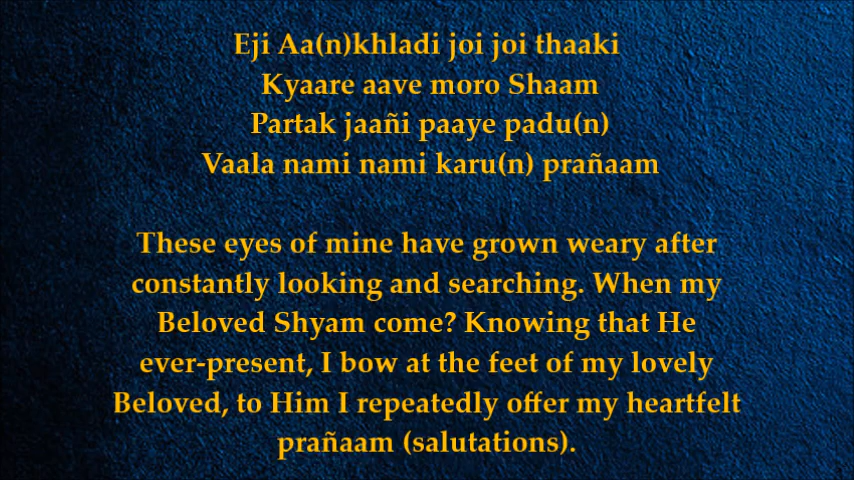 Eji Aa(n)khladi joi joi thaaki
Kyaare aave moro Shaam
Partak jaañi paaye padu(n)
Vaala nami nami karu(n) prañaam
These eyes of mine have grown weary after
constantly looking and searching. When my
Beloved Shyam come? Knowing that He
ever-present, I bow at the feet of my lovely
Beloved, to Him I repeatedly offer my heartfelt
prañaam (salutations).